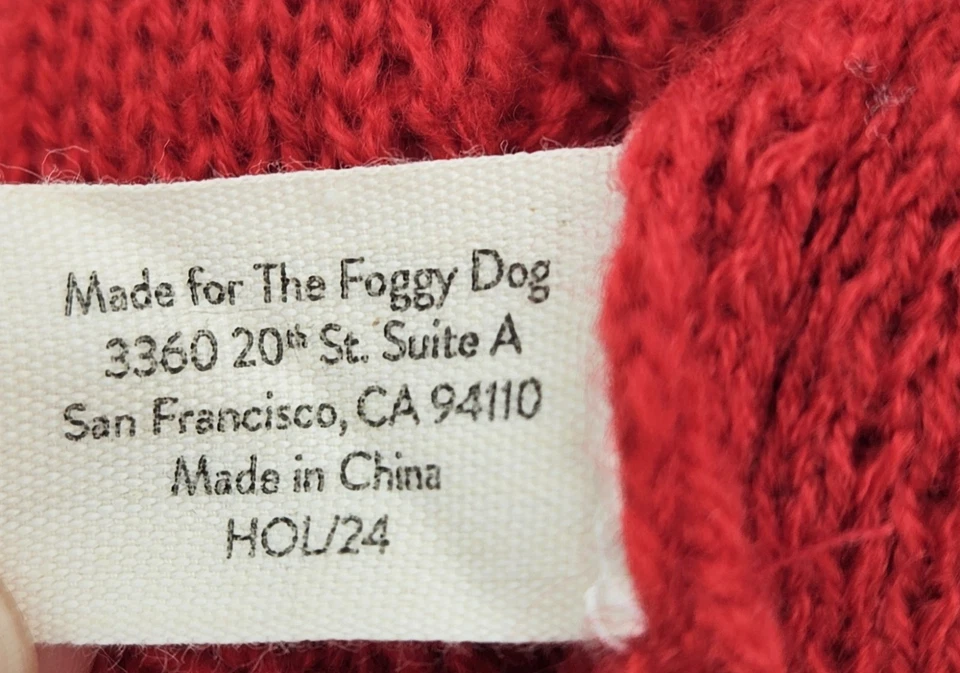 Made for The Foggy Dog
3360 20th St. Suite A
San Francisco, CA 94110
Made in China
HOL/24